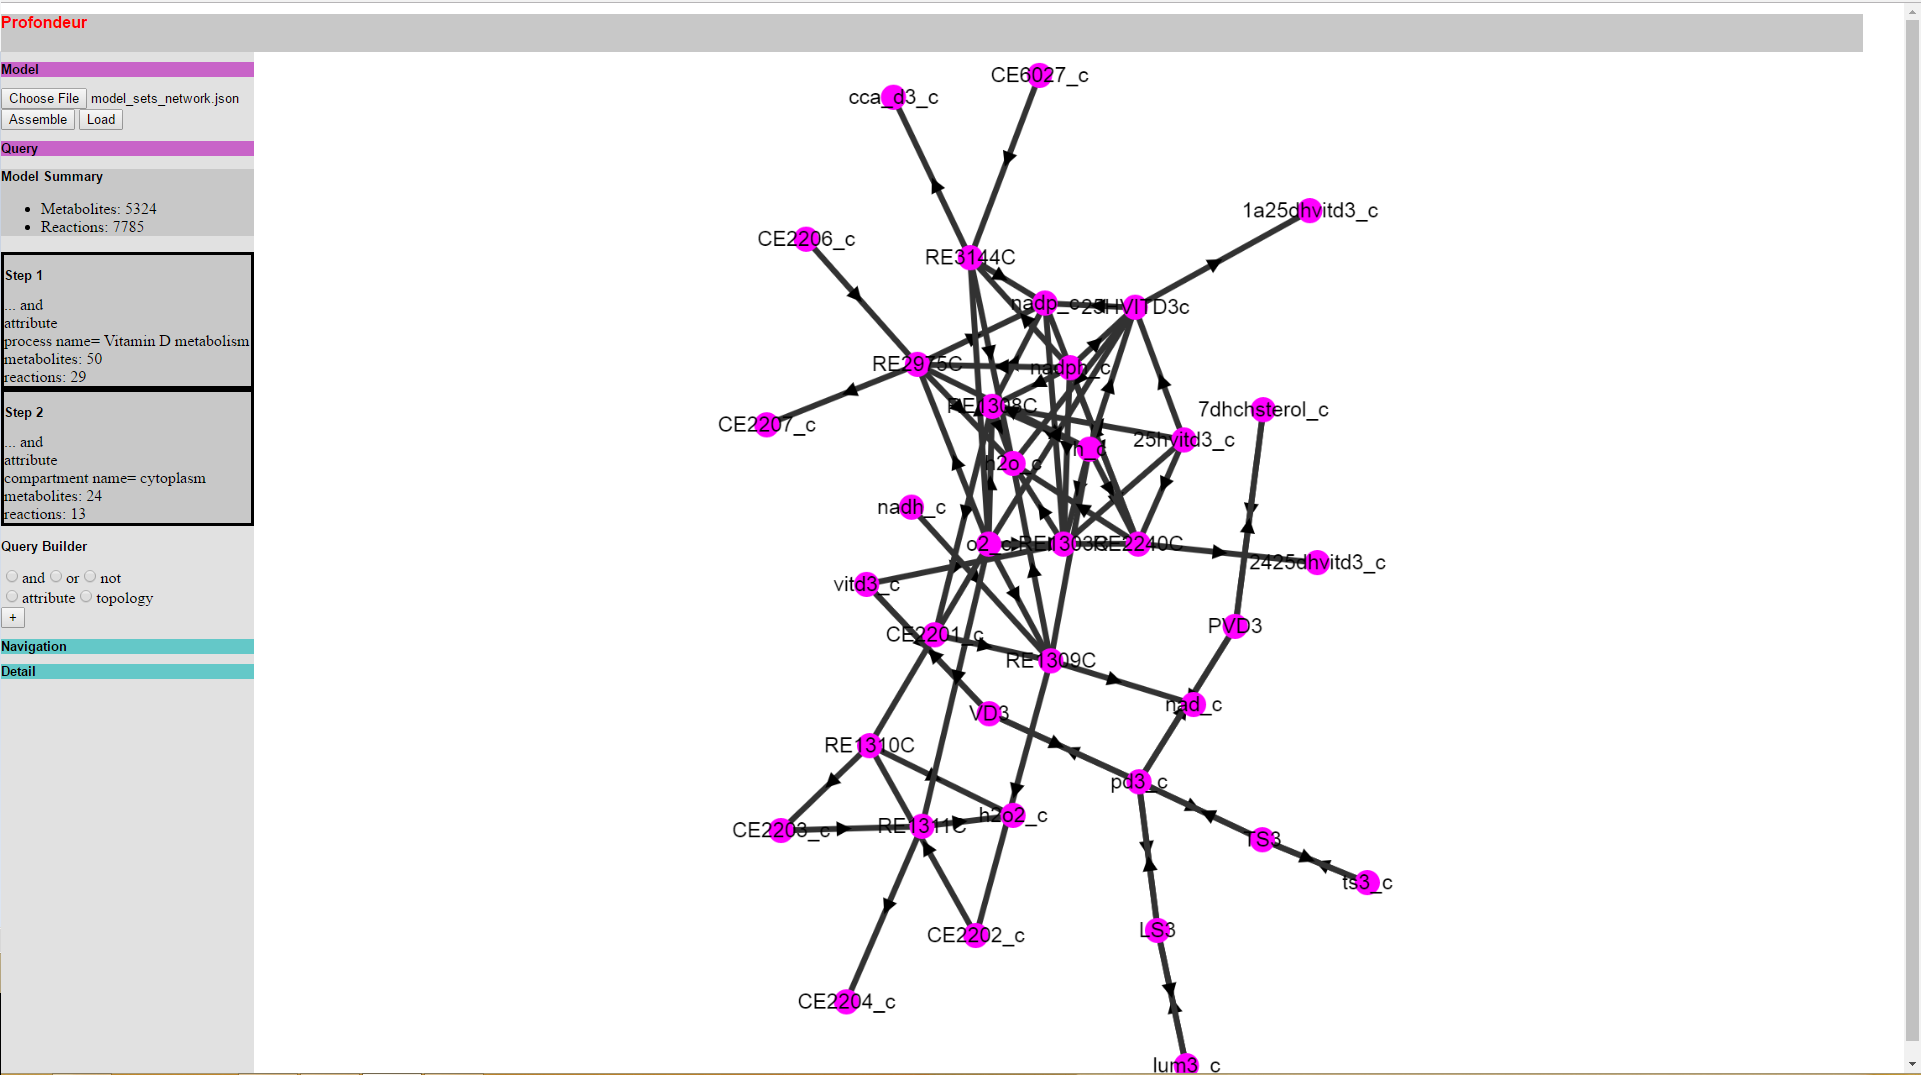 Profondeur
Model
Choose File model_sets_network.json
Assemble Load
Query
Model Summary
Metabolites: 5324
Reactions: 7785
Step 1
... and
attribute
process name= Vitamin D metabolism
metabolites: 50
reactions: 29
Step 2
... and
attribute
compartment name= cytoplasm
metabolites: 24
reactions: 13
Query Builder
and or not
attribute topology
+
Navigation
Detail
CE6027_c
cca_d3_c
1a25dhvitd3_c
CE2206_c
RE3144C
nadp_c
25HVITD3c
RE2975C
nadph_c
RE1308C
7dhchsterol_c
CE2207_c
25hvitd3_c
h_c
h2o_c
nadh_c
o2_c
RE2240C
2425dhvitd3_c
vitd3_c
PVD3
CE2201_c
RE1309C
nad_c
VD3
RE1310C
pd3_c
h2o2_c
CE2203_c
RE1311C
TS3
ts3_c
LS3
CE2202_c
CE2204_c
lum3_c